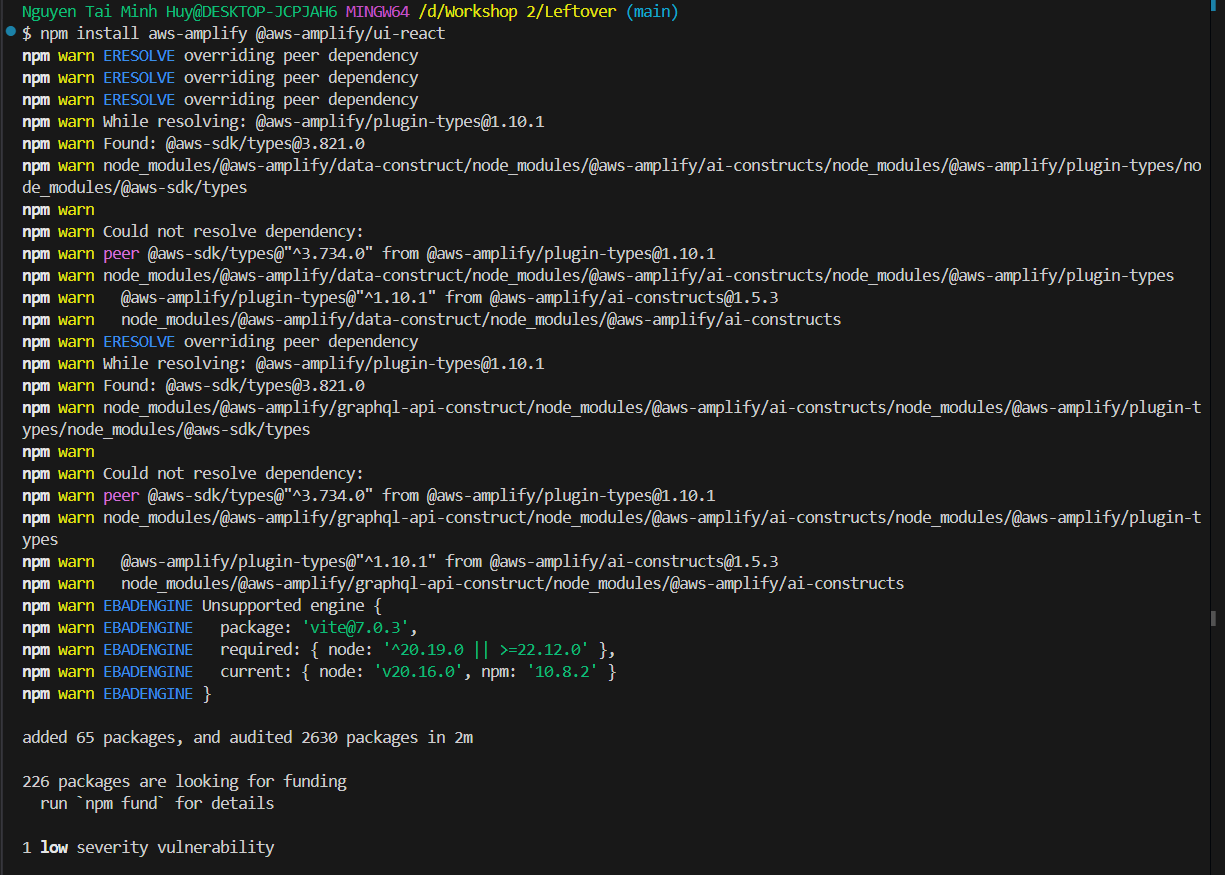 Nguyen Tai Minh Huy@DESKTOP-JCPJAH6 MINGW64 /d/Workshop 2/Leftover (main)
$ npm install aws-amplify @aws-amplify/ui-react
npm warn ERESOLVE overriding peer dependency
npm warn ERESOLVE overriding peer dependency
npm warn ERESOLVE overriding peer dependency
npm warn While resolving: @aws-amplify/plugin-types@1.10.1
npm warn Found: @aws-sdk/types@3.821.0
npm warn node_modules/@aws-amplify/data-construct/node_modules/@aws-amplify/ai-constructs/node_modules/@aws-amplify/plugin-types/no
de_modules/@aws-sdk/types
npm warn
npm warn Could not resolve dependency:
npm warn peer @aws-sdk/types@"^3.734.0" from @aws-amplify/plugin-types@1.10.1
npm warn node_modules/@aws-amplify/data-construct/node_modules/@aws-amplify/ai-constructs/node_modules/@aws-amplify/plugin-types
npm warn   @aws-amplify/plugin-types@"^1.10.1" from @aws-amplify/ai-constructs@1.5.3
npm warn   node_modules/@aws-amplify/data-construct/node_modules/@aws-amplify/ai-constructs
npm warn ERESOLVE overriding peer dependency
npm warn While resolving: @aws-amplify/plugin-types@1.10.1
npm warn Found: @aws-sdk/types@3.821.0
npm warn node_modules/@aws-amplify/graphql-api-construct/node_modules/@aws-amplify/ai-constructs/node_modules/@aws-amplify/plugin-t
ypes/node_modules/@aws-sdk/types
npm warn
npm warn Could not resolve dependency:
npm warn peer @aws-sdk/types@"^3.734.0" from @aws-amplify/plugin-types@1.10.1
npm warn node_modules/@aws-amplify/graphql-api-construct/node_modules/@aws-amplify/ai-constructs/node_modules/@aws-amplify/plugin-t
ypes
npm warn   @aws-amplify/plugin-types@"^1.10.1" from @aws-amplify/ai-constructs@1.5.3
npm warn   node_modules/@aws-amplify/graphql-api-construct/node_modules/@aws-amplify/ai-constructs
npm warn EBADENGINE Unsupported engine {
npm warn EBADENGINE   package: 'vite@7.0.3',
npm warn EBADENGINE   required: { node: '^20.19.0 || >=22.12.0' },
npm warn EBADENGINE   current: { node: 'v20.16.0', npm: '10.8.2' }
npm warn EBADENGINE }
added 65 packages, and audited 2630 packages in 2m
226 packages are looking for funding
  run `npm fund` for details
1 low severity vulnerability